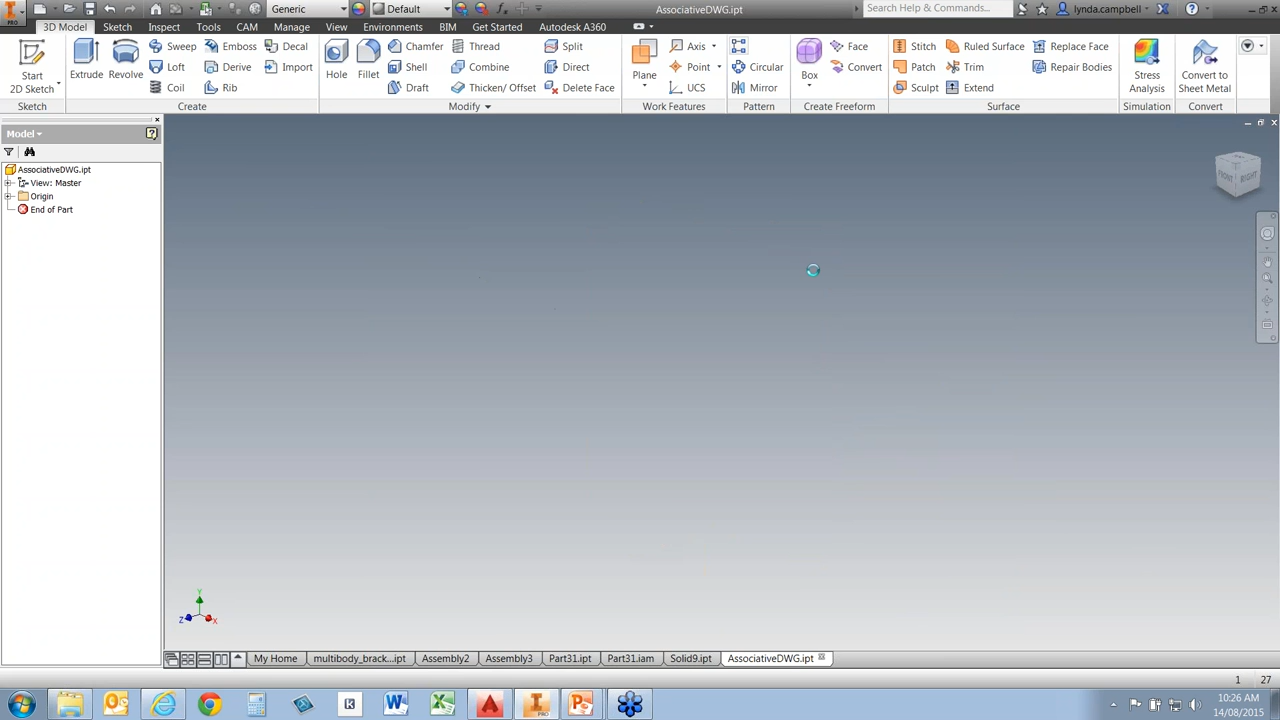 Generic
Default
AssociativeDWG.ipt
Search Help & Commands...
lynda.campbell
PRO
3D Model Sketch Inspect Tools Manage View Environments BIM Get Started Autodesk A360
CAM
Start
2D Sketch
Sketch
Extrude
Revolve
Sweep
Loft
Coil
Emboss
Derive
Rib
Decal
Import
Create
Hole
Fillet
Chamfer
Shell
Draft
Thread
Combine
Thicken/ Offset
Split
Direct
Delete Face
Modify
Plane
Axis
Point
UCS
Work Features
Circular
Mirror
Pattern
Box
Face
Convert
Create Freeform
Stitch
Patch
Sculpt
Ruled Surface
Trim
Extend
Replace Face
Repair Bodies
Surface
Stress
Analysis
Simulation
Convert to
Sheet Metal
Convert
Model
AssociativeDWG.ipt
View: Master
Origin
End of Part
FRONT
RIGHT
Y
Z
X
My Home
multibody_brack...ipt
Assembly2
Assembly3
Part31.ipt
Part31.iam
Solid9.ipt
AssociativeDWG.ipt
1 27
10:26 AM
14/08/2015